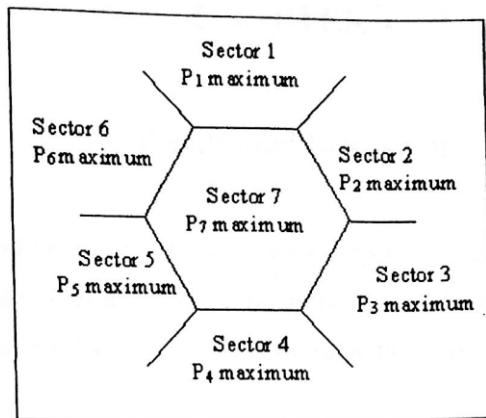 Sector 1
P1 maximum
Sector 6
P6 maximum
Sector 2
P2 maximum
Sector 7
P7 maximum
Sector 5
P5 maximum
Sector 3
P3 maximum
Sector 4
P4 maximum